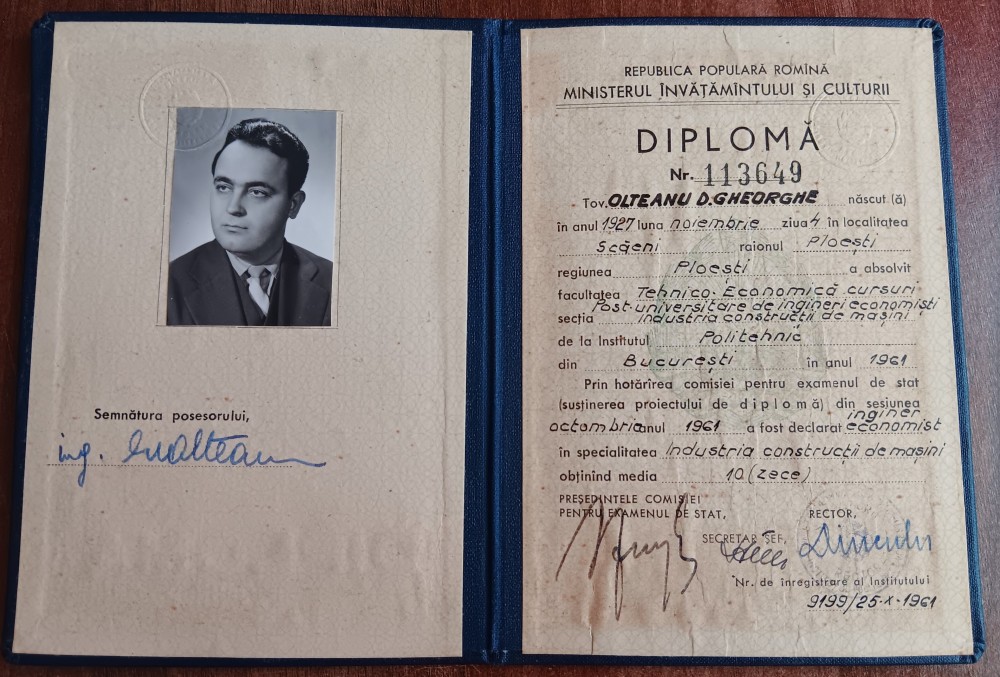 Semnătura posesorului,
ing.
REPUBLICA POPULARĂ ROMÎNĂ
MINISTERUL ÎNVĂȚĂMÎNTULUI ȘI CULTURII
DIPLOMĂ
Nr. 113649
Tov. OLTEANU D. GHEORGHE născut (ă)
în anul 1927 luna noiembrie ziua 4 în localitatea
Scăeni raionul Ploești
regiunea Ploești a absolvit
facultatea Tehnico-Economică cursuri
Post-universitare de ingineri economiști
secția industria construcții de mașini
de la Institutul Politehnic
din București în anul 1961
Prin hotărîrea comisiei pentru examenul de stat
(susținerea proiectului de diplomă) din sesiunea
inginer
octombrie anul 1961 a fost declarat economist
în specialitatea Industria construcții de mașini
obținînd media 10 (zece)
PREȘEDINTELE COMISIEI
PENTRU EXAMENUL DE STAT, RECTOR,
SECRETAR ȘEF,
Nr. de înregistrare al Institutului
9199/25-X-1961